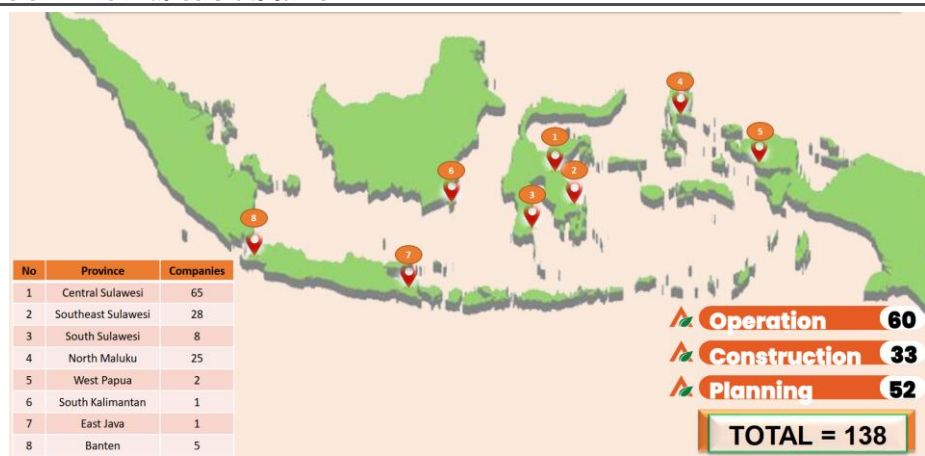 4
1
5
6
2
3
8
7
No Province Companies
1 Central Sulawesi 65
2 Southeast Sulawesi 28
3 South Sulawesi 8
4 North Maluku 25
5 West Papua 2
6 South Kalimantan 1
7 East Java 1
8 Banten 5
Operation 60
Construction 33
Planning 52
TOTAL = 138